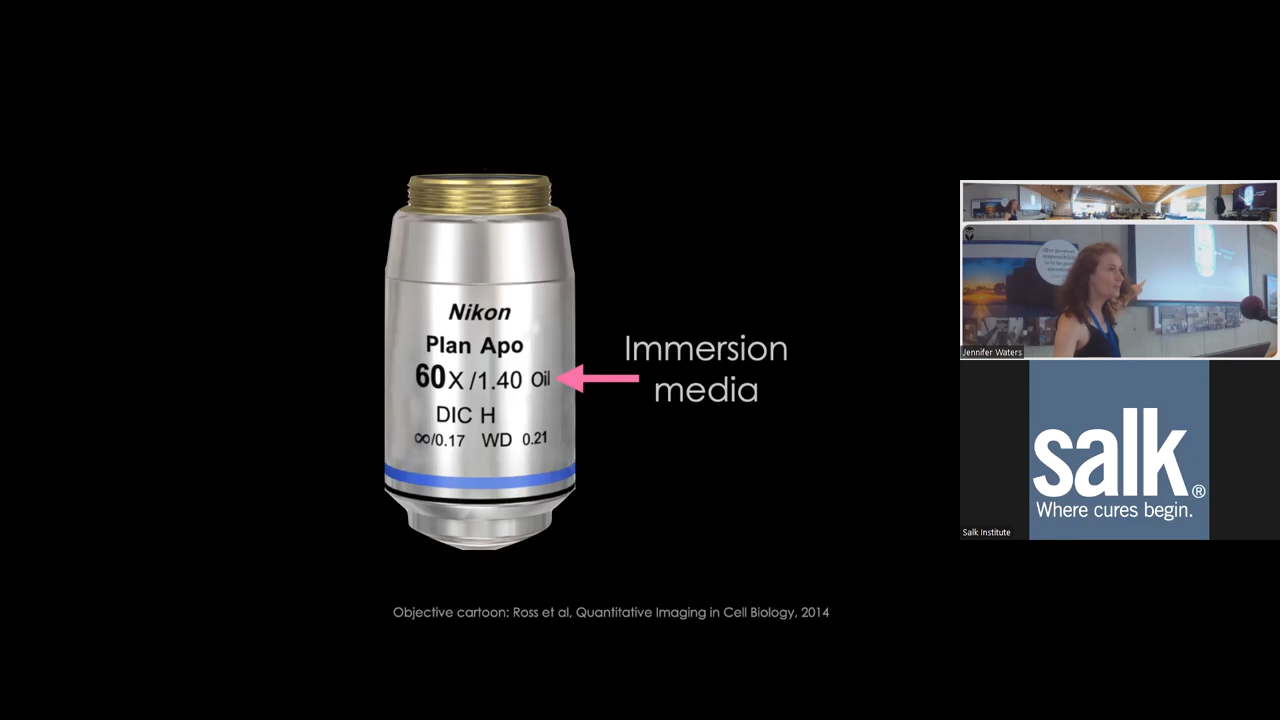 Nikon
Plan Apo
60X /1.40 Oil
DIC H
∞/0.17 WD 0.21
Immersion
media
Objective cartoon: Ross et al, Quantitative Imaging in Cell Biology, 2014
Jennifer Waters
salk®
Where cures begin.
Salk Institute